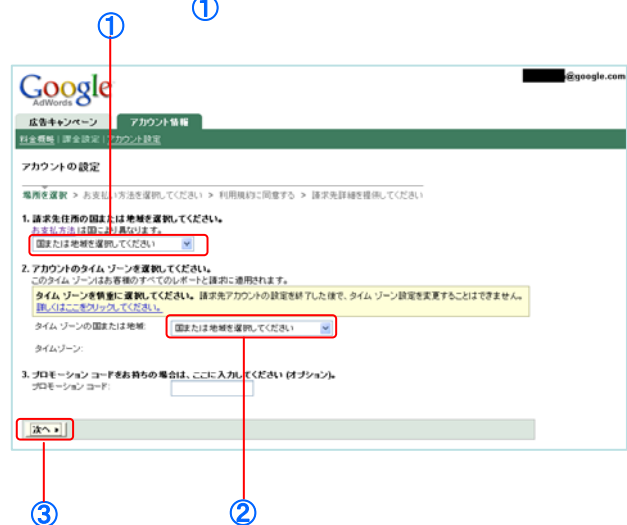 ①
①
Google
AdWords
@google.com
広告キャンペーン アカウント情報
料金概略 | 課金設定 | アカウント設定
アカウントの設定
場所を選択 > お支払い方法を選択してください > 利用規約に同意する > 請求先詳細を提供してください
1. 請求先住所の国または地域を選択してください。
お支払方法は国により異なります。
国または地域を選択してください
2. アカウントのタイム ゾーンを選択してください。
このタイム ゾーンはお客様のすべてのレポートと請求に適用されます。
タイム ゾーンを慎重に選択してください。請求先アカウントの設定を終了した後で、タイム ゾーン設定を変更することはできません。
詳しくはここをクリックしてください。
タイム ゾーンの国または地域: 国または地域を選択してください
タイムゾーン:
3. プロモーション コードをお持ちの場合は、ここに入力してください (オプション)。
プロモーション コード:
次へ »
③ ②